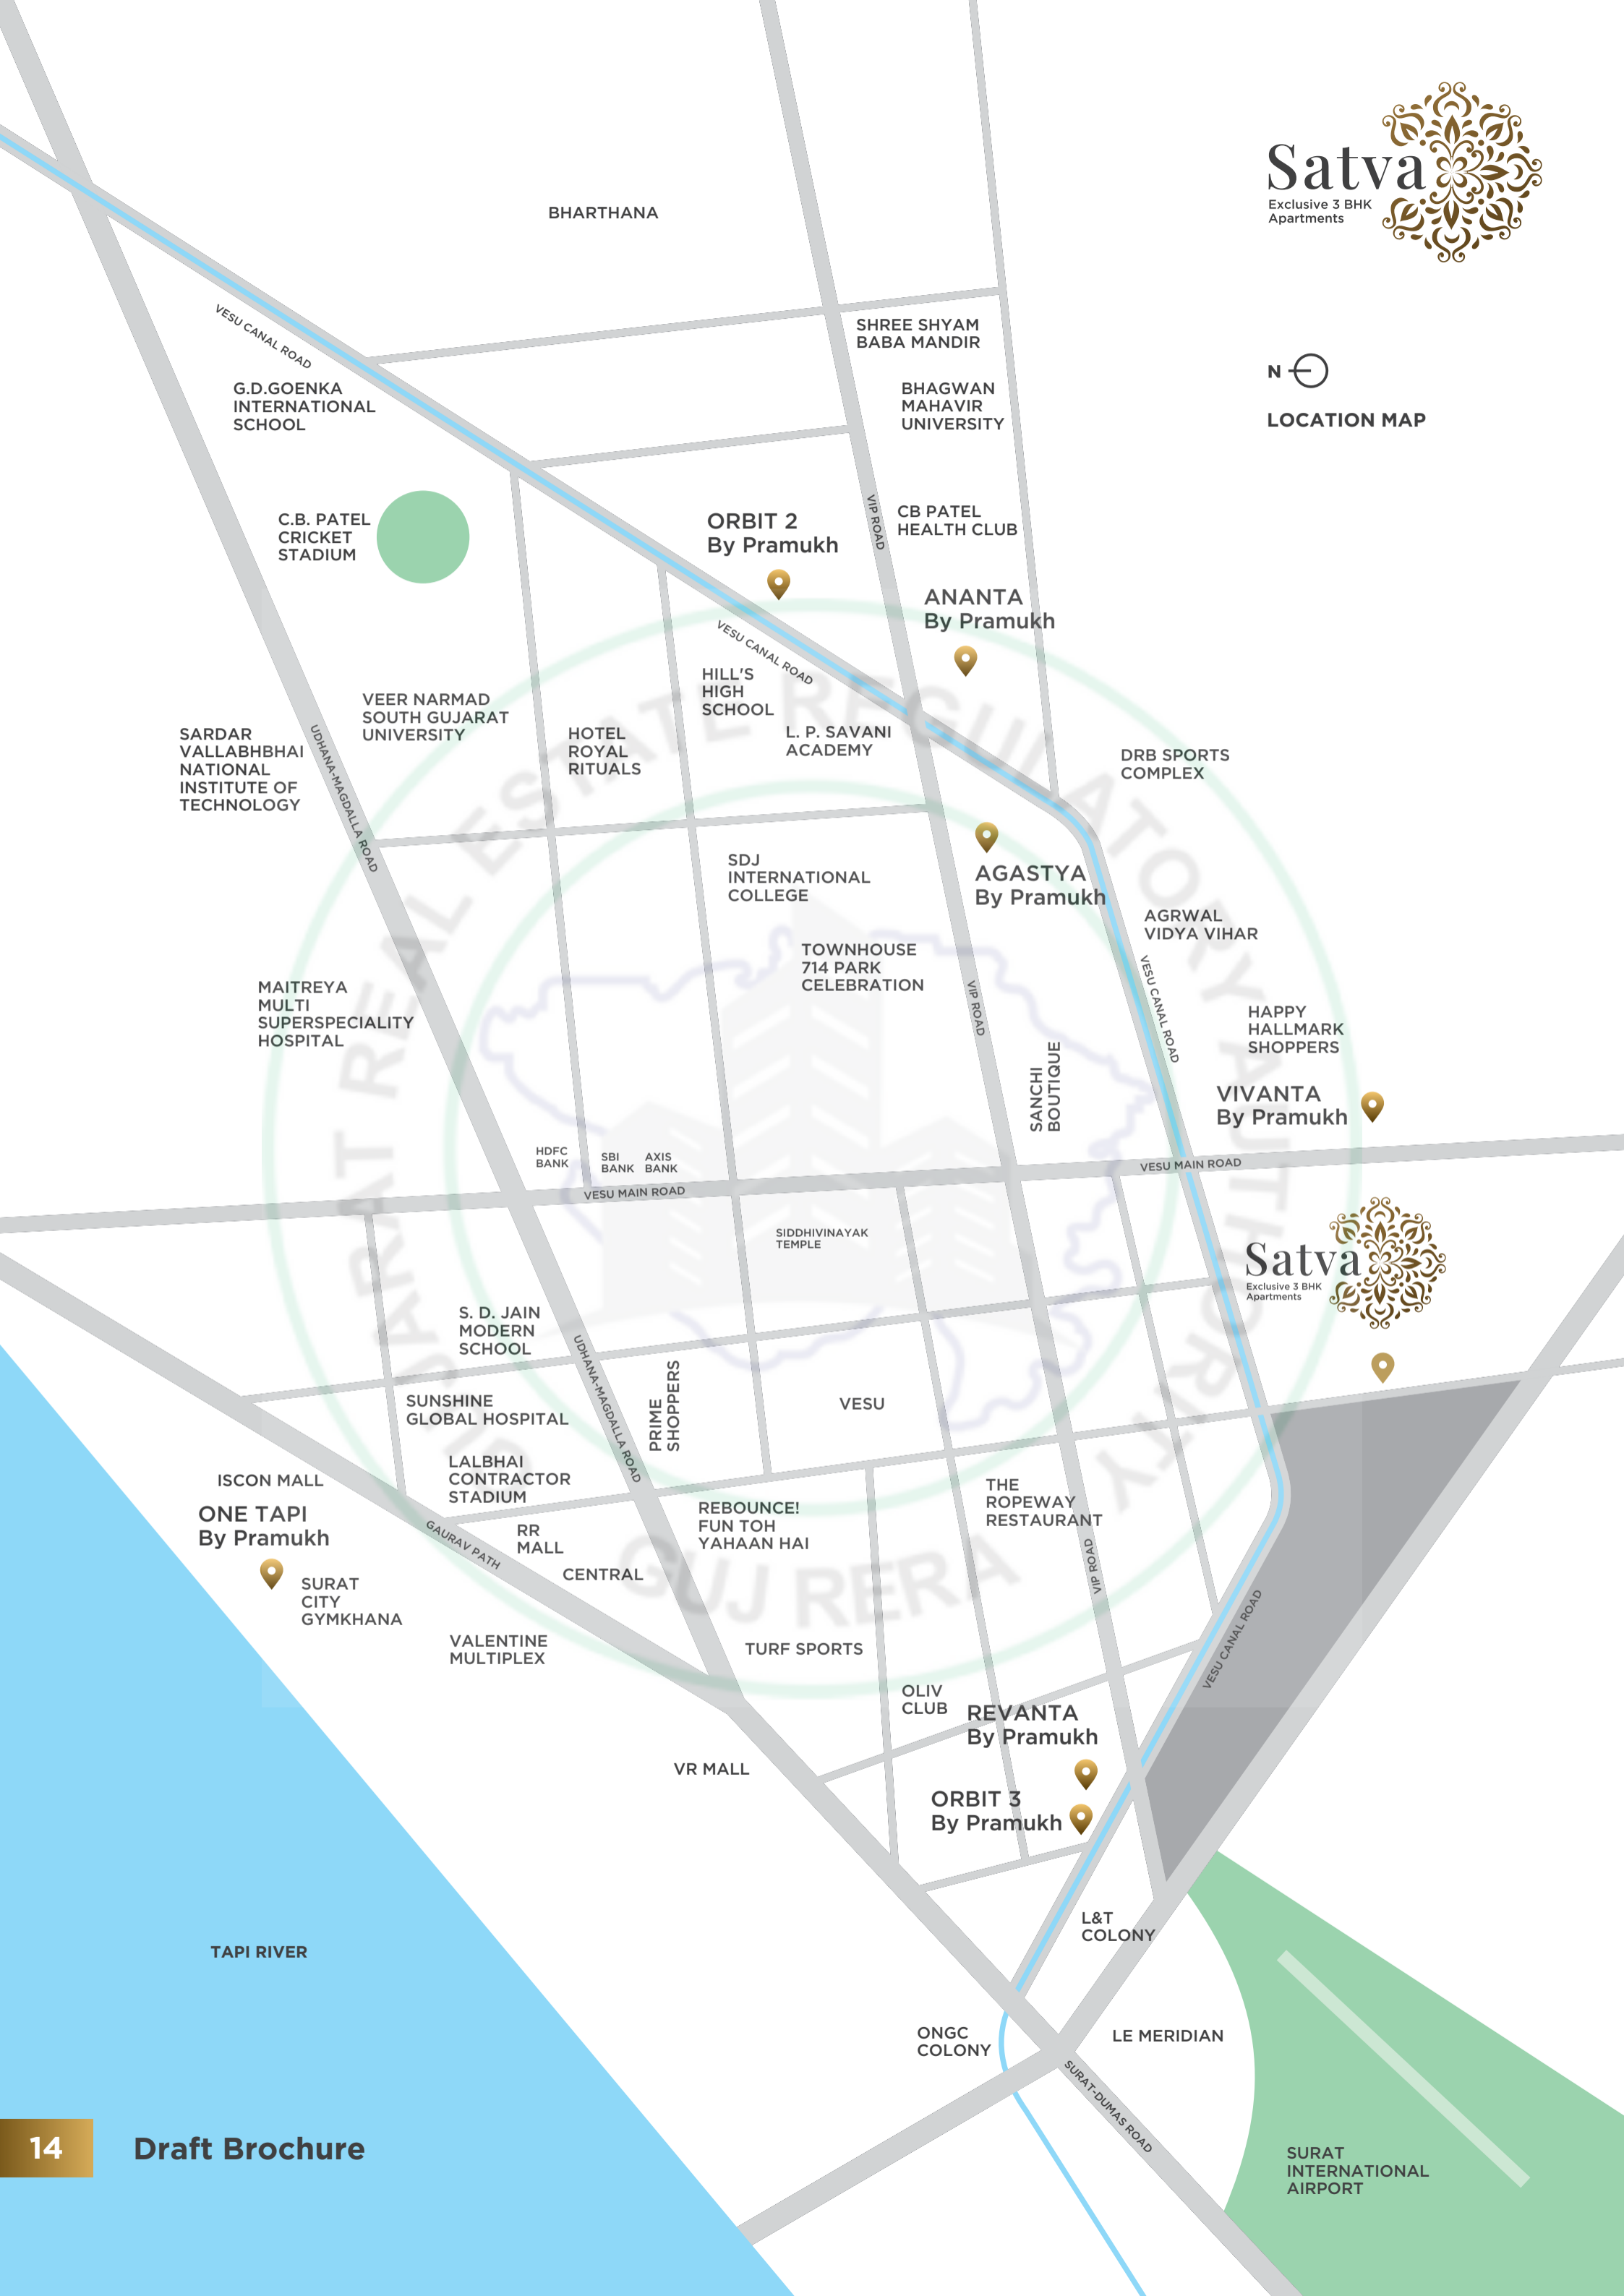 Satva
Exclusive 3 BHK
Apartments
BHARTHANA
VESU CANAL ROAD
SHREE SHYAM
BABA MANDIR
N
LOCATION MAP
G.D.GOENKA
INTERNATIONAL
SCHOOL
BHAGWAN
MAHAVIR
UNIVERSITY
C.B. PATEL
CRICKET
STADIUM
ORBIT 2
By Pramukh
VIP ROAD
CB PATEL
HEALTH CLUB
ANANTA
By Pramukh
VESU CANAL ROAD
HILL'S
HIGH
SCHOOL
VEER NARMAD
SOUTH GUJARAT
UNIVERSITY
SARDAR
VALLABHBHAI
NATIONAL
INSTITUTE OF
TECHNOLOGY
UDHANA-MAGDALLA ROAD
HOTEL
ROYAL
RITUALS
L. P. SAVANI
ACADEMY
DRB SPORTS
COMPLEX
SDJ
INTERNATIONAL
COLLEGE
AGASTYA
By Pramukh
AGRWAL
VIDYA VIHAR
TOWNHOUSE
714 PARK
CELEBRATION
VIP ROAD
VESU CANAL ROAD
MAITREYA
MULTI
SUPERSPECIALITY
HOSPITAL
HAPPY
HALLMARK
SHOPPERS
SANCHI
BOUTIQUE
VIVANTA
By Pramukh
HDFC
BANK
SBI
BANK
AXIS
BANK
VESU MAIN ROAD
VESU MAIN ROAD
SIDDHIVINAYAK
TEMPLE
Satva
Exclusive 3 BHK
Apartments
S. D. JAIN
MODERN
SCHOOL
UDHANA-MAGDALLA ROAD
PRIME
SHOPPERS
SUNSHINE
GLOBAL HOSPITAL
VESU
LALBHAI
CONTRACTOR
STADIUM
ISCON MALL
ONE TAPI
By Pramukh
THE
ROPEWAY
RESTAURANT
REBOUNCE!
FUN TOH
YAHAAN HAI
GAURAV PATH
RR
MALL
CENTRAL
VIP ROAD
SURAT
CITY
GYMKHANA
VESU CANAL ROAD
VALENTINE
MULTIPLEX
TURF SPORTS
OLIV
CLUB
REVANTA
By Pramukh
VR MALL
ORBIT 3
By Pramukh
L&T
COLONY
TAPI RIVER
ONGC
COLONY
LE MERIDIAN
SURAT-DUMAS ROAD
SURAT
INTERNATIONAL
AIRPORT
14
Draft Brochure
GUJARAT REAL ESTATE REGULATORY AUTHORITY
GUJ RERA